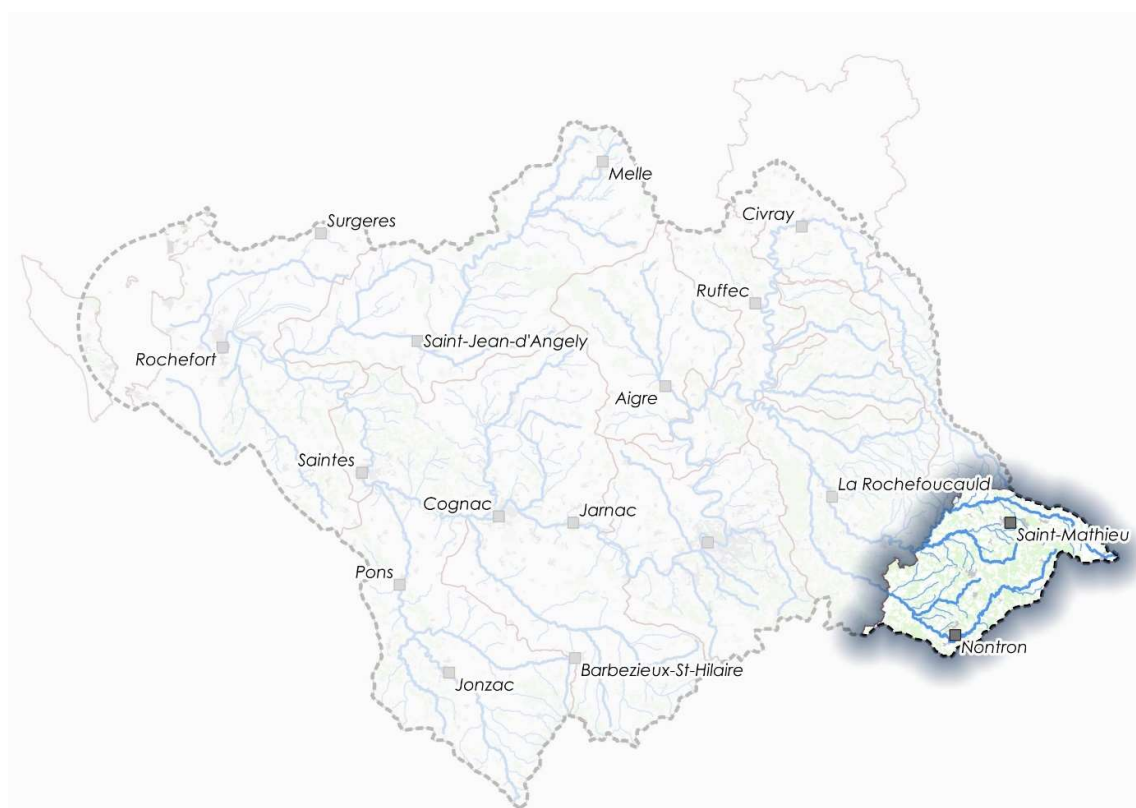 Melle
Surgeres
Civray
Ruffec
Saint-Jean-d'Angely
Rochefort
Aigre
Saintes
La Rochefoucauld
Cognac
Jarnac
Saint-Mathieu
Pons
Nontron
Barbezieux-St-Hilaire
Jonzac